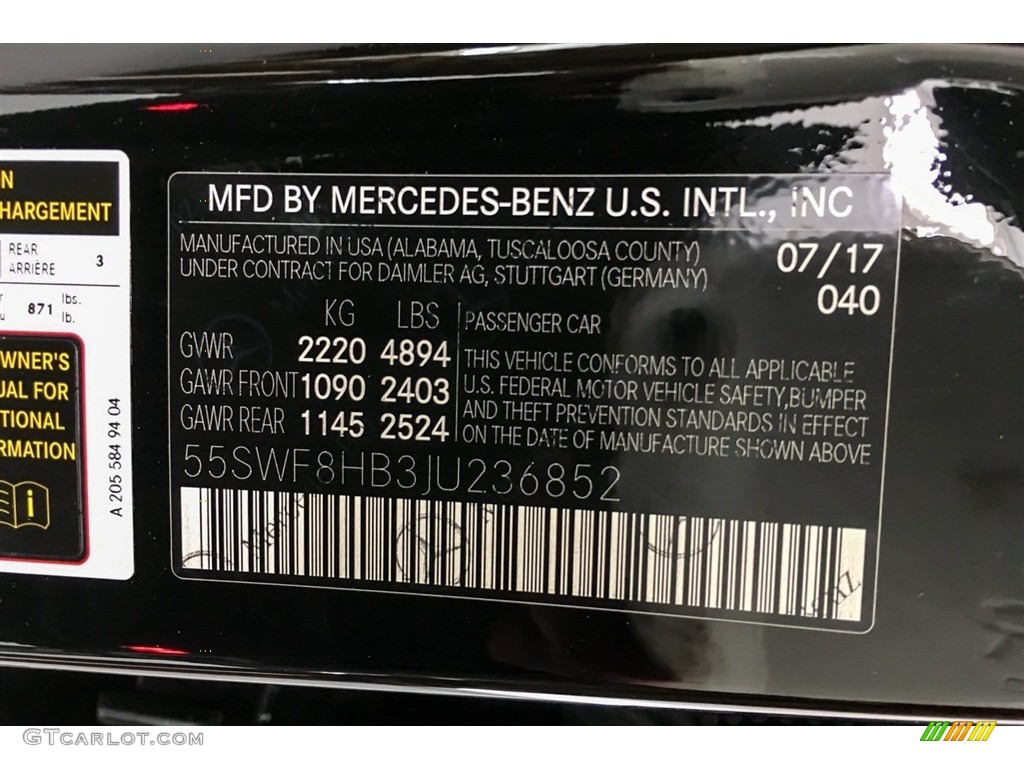 N
HARGEMENT
REAR
ARRIÈRE
3
871 lbs.
lb.
WNER'S
UAL FOR
TIONAL
RMATION
i
A 205 584 94 04
MFD BY MERCEDES-BENZ U.S. INTL., INC
MANUFACTURED IN USA (ALABAMA, TUSCALOOSA COUNTY)
UNDER CONTRACT FOR DAIMLER AG, STUTTGART (GERMANY)
07/17
040
KG LBS
GVWR 2220 4894
GAWR FRONT 1090 2403
GAWR REAR 1145 2524
PASSENGER CAR
THIS VEHICLE CONFORMS TO ALL APPLICABLE
U.S. FEDERAL MOTOR VEHICLE SAFETY,BUMPER
AND THEFT PREVENTION STANDARDS IN EFFECT
ON THE DATE OF MANUFACTURE SHOWN ABOVE
55SWF8HB3JU236852
GTcarlot.com